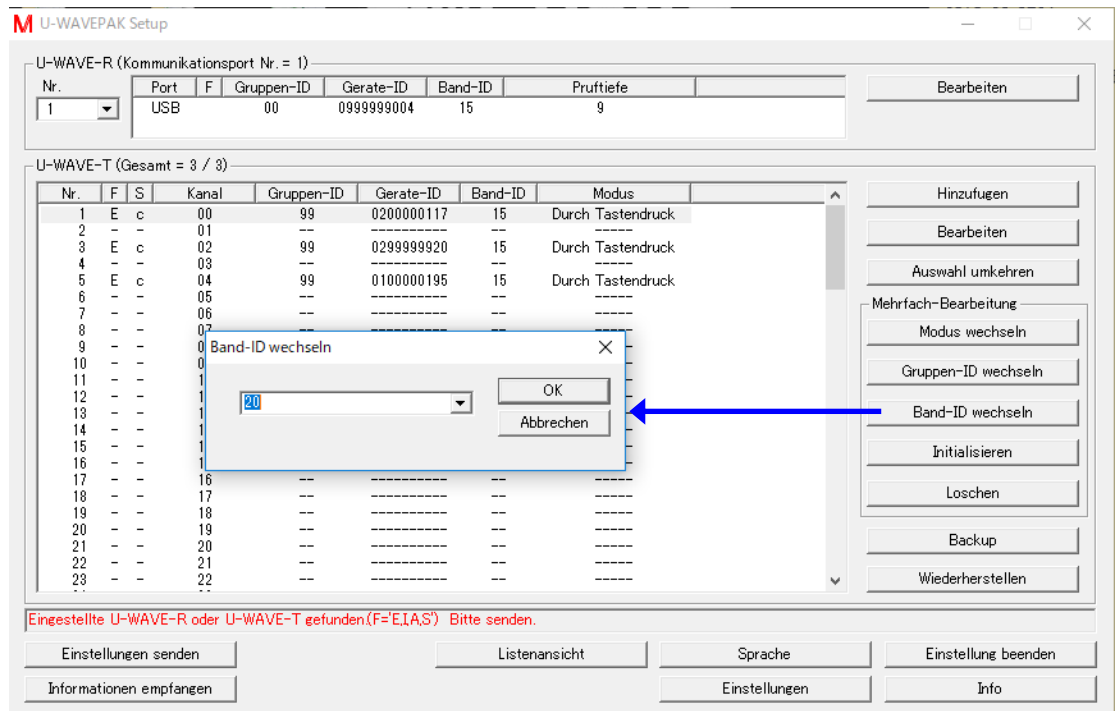 M U-WAVEPAK Setup
U-WAVE-R (Kommunikationsport Nr. = 1)
Nr. Port F Gruppen-ID Gerate-ID Band-ID Pruftiefe Bearbeiten
1 USB 00 0999999004 15 9
U-WAVE-T (Gesamt = 3 / 3)
Nr. F S Kanal Gruppen-ID Gerate-ID Band-ID Modus
1 E c 00 99 0200000117 15 Durch Tastendruck
2 - - 01 -- ---------- -- -----
3 E c 02 99 0299999920 15 Durch Tastendruck
4 - - 03 -- ---------- -- -----
5 E c 04 99 0100000195 15 Durch Tastendruck
6 - - 05 -- ---------- -- -----
7 - - 06 -- ---------- -- -----
8 - -
9 - -
10 - -
11 - -
12 - -
13 - -
14 - -
15 - -
16 - -
17 - - 16 -- ---------- -- -----
18 - - 17 -- ---------- -- -----
19 - - 18 -- ---------- -- -----
20 - - 19 -- ---------- -- -----
21 - - 20 -- ---------- -- -----
22 - - 21 -- ---------- -- -----
23 - - 22 -- ---------- -- -----
Band-ID wechseln
20
OK
Abbrechen
Hinzufugen
Bearbeiten
Auswahl umkehren
Mehrfach-Bearbeitung
Modus wechseln
Gruppen-ID wechseln
Band-ID wechseln
Initialisieren
Loschen
Backup
Wiederherstellen
Eingestellte U-WAVE-R oder U-WAVE-T gefunden.(F='E,I,A,S') Bitte senden.
Einstellungen senden Listenansicht Sprache Einstellung beenden
Informationen empfangen Einstellungen Info